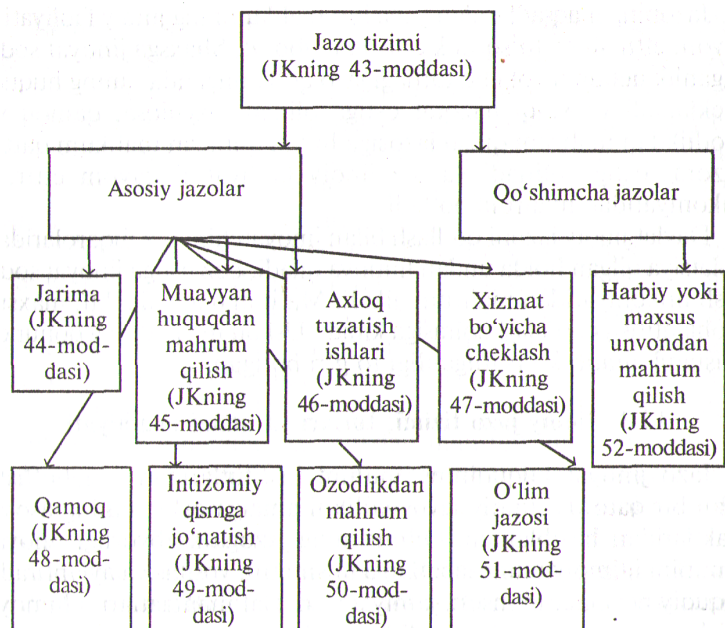 Jazo tizimi
(JKning 43-moddasi)
Asosiy jazolar
Qo‘shimcha jazolar
Jarima
(JKning
44-mod-
dasi)
Muayyan
huquqdan
mahrum
qilish
(JKning
45-moddasi)
Axloq
tuzatish
ishlari
(JKning
46-moddasi)
Xizmat
bo‘yicha
cheklash
(JKning
47-moddasi)
Harbiy yoki
maxsus
unvondan
mahrum
qilish
(JKning
52-moddasi)
Qamoq
(JKning
48-mod-
dasi)
Intizomiy
qismga
jo‘natish
(JKning
49-mod-
dasi)
Ozodlikdan
mahrum
qilish
(JKning
50-mod-
dasi)
O‘lim
jazosi
(JKning
51-mod-
dasi)